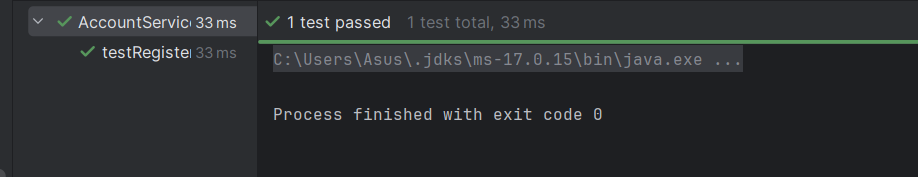 AccountService 33 ms
testRegister 33 ms
1 test passed 1 test total, 33 ms
C:\Users\Asus\.jdks\ms-17.0.15\bin\java.exe ...
Process finished with exit code 0